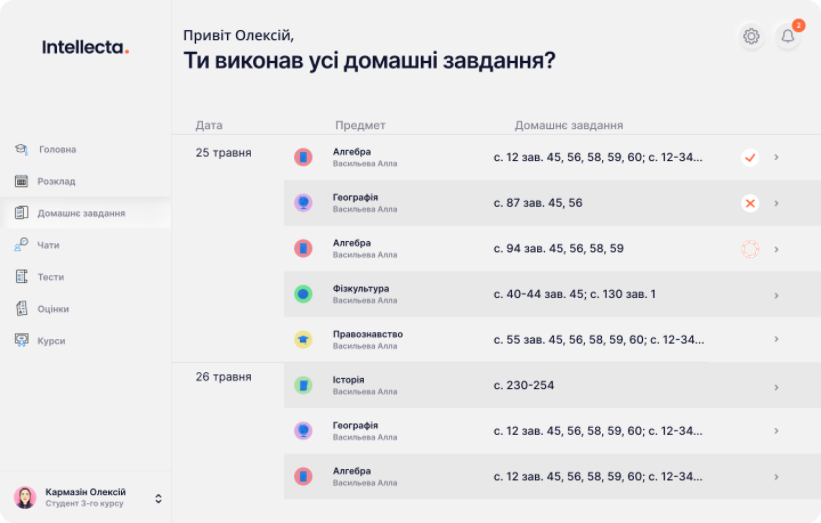 Intellecta.
Привіт Олексій,
Ти виконав усі домашні завдання?
2
Головна
Розклад
Домашнє завдання
Чати
Тести
Оцінки
Курси
Кармазін Олексій
Студент 3-го курсу
Дата Предмет Домашнє завдання
25 травня
Алгебра
Васильева Алла
с. 12 зав. 45, 56, 58, 59, 60; с. 12-34...
Географія
Васильева Алла
с. 87 зав. 45, 56
Алгебра
Васильева Алла
с. 94 зав. 45, 56, 58, 59
Фізкультура
Васильева Алла
с. 40-44 зав. 45; с. 130 зав. 1
Правознавство
Васильева Алла
с. 55 зав. 45, 56, 58, 59, 60; с. 12-34...
26 травня
Історія
Васильева Алла
с. 230-254
Географія
Васильева Алла
с. 12 зав. 45, 56, 58, 59, 60; с. 12-34...
Алгебра
Васильева Алла
с. 12 зав. 45, 56, 58, 59, 60; с. 12-34...